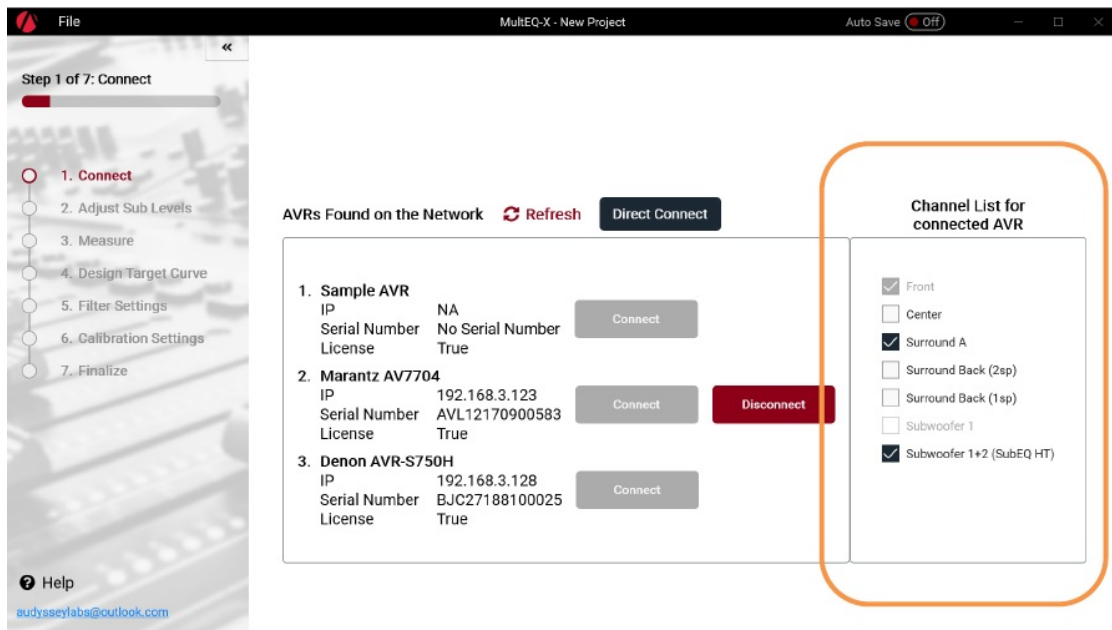 File
MultEQ-X - New Project
Auto Save Off
«
Step 1 of 7: Connect
1. Connect
2. Adjust Sub Levels
3. Measure
4. Design Target Curve
5. Filter Settings
6. Calibration Settings
7. Finalize
Help
audysseylabs@outlook.com
AVRs Found on the Network Refresh Direct Connect
1. Sample AVR
IP NA
Serial Number No Serial Number
License True
Connect
2. Marantz AV7704
IP 192.168.3.123
Serial Number AVL12170900583
License True
Connect Disconnect
3. Denon AVR-S750H
IP 192.168.3.128
Serial Number BJC27188100025
License True
Connect
Channel List for
connected AVR
Front
Center
Surround A
Surround Back (2sp)
Surround Back (1sp)
Subwoofer 1
Subwoofer 1+2 (SubEQ HT)